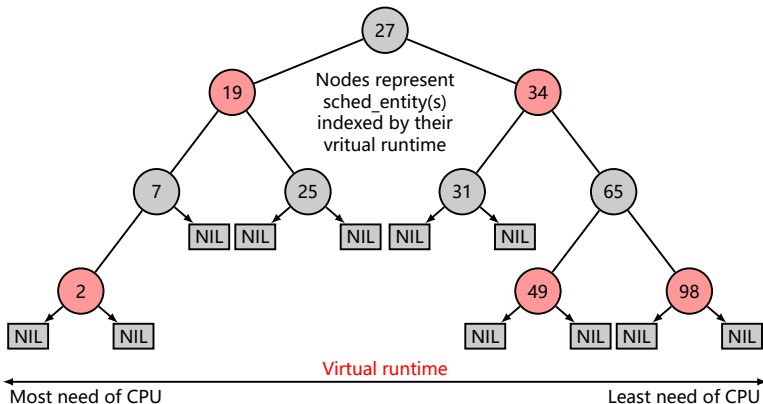 27
19
34
Nodes represent
sched_entity(s)
indexed by their
vritual runtime
7
25
31
65
NIL
NIL
NIL
NIL
NIL
2
49
98
NIL
NIL
NIL
NIL
NIL
NIL
Virtual runtime
Most need of CPU
Least need of CPU